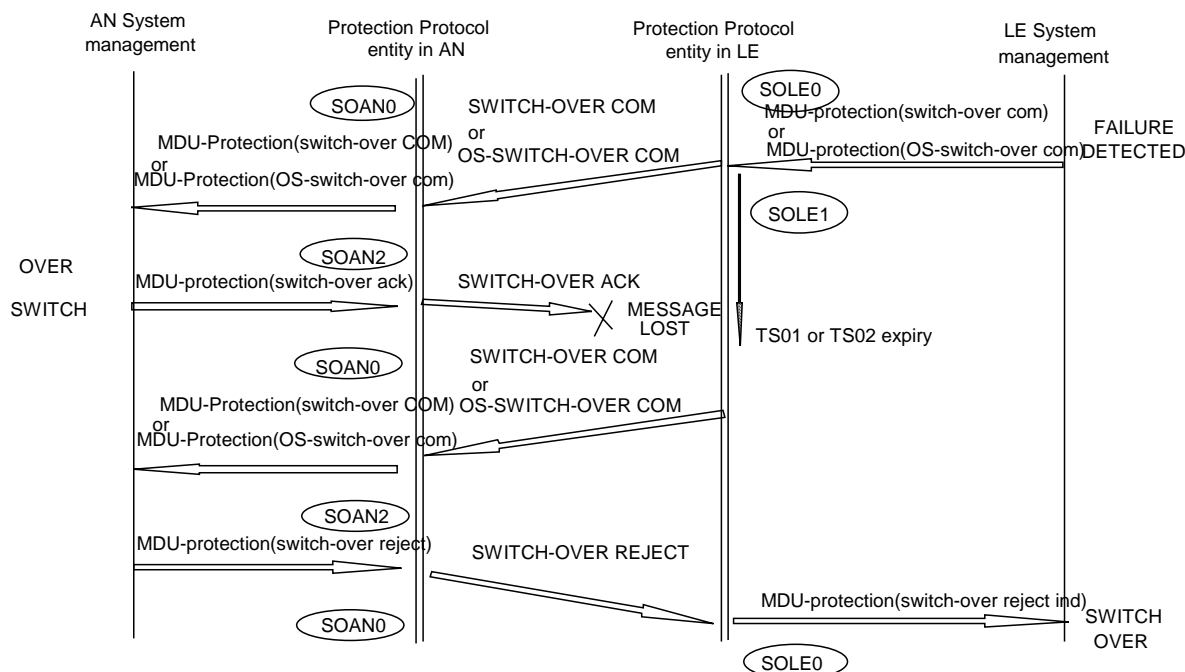 AN System
management
Protection Protocol
entity in AN
Protection Protocol
entity in LE
LE System
management
SOAN0
SWITCH-OVER COM
or
OS-SWITCH-OVER COM
SOLE0
MDU-protection(switch-over com)
or
MDU-protection(OS-switch-over com)
FAILURE
DETECTED
MDU-Protection(switch-over COM)
or
MDU-Protection(OS-switch-over com)
SOLE1
SOAN2
OVER
SWITCH
MDU-protection(switch-over ack)
SWITCH-OVER ACK
MESSAGE
LOST
TS01 or TS02 expiry
SOAN0
SWITCH-OVER COM
or
OS-SWITCH-OVER COM
MDU-Protection(switch-over COM)
or
MDU-Protection(OS-switch-over com)
SOAN2
MDU-protection(switch-over reject)
SWITCH-OVER REJECT
MDU-protection(switch-over reject ind)
SWITCH
OVER
SOAN0
SOLE0